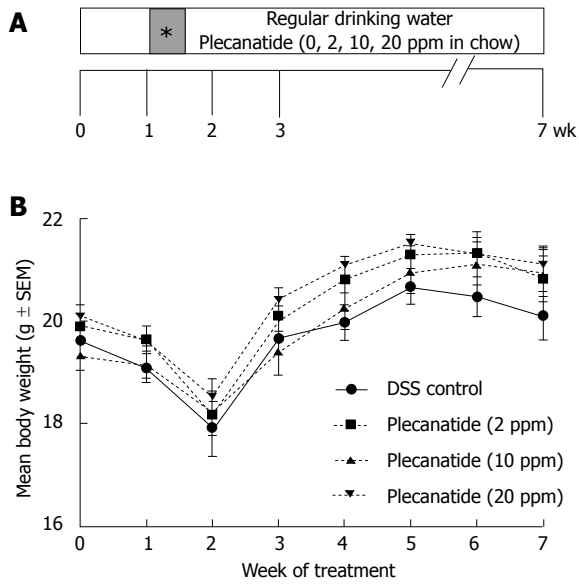 A
*
Regular drinking water
Plecanatide (0, 2, 10, 20 ppm in chow)
0 1 2 3 7 wk
B
Mean body weight (g ± SEM)
22
20
18
16
DSS control
Plecanatide (2 ppm)
Plecanatide (10 ppm)
Plecanatide (20 ppm)
0 1 2 3 4 5 6 7
Week of treatment